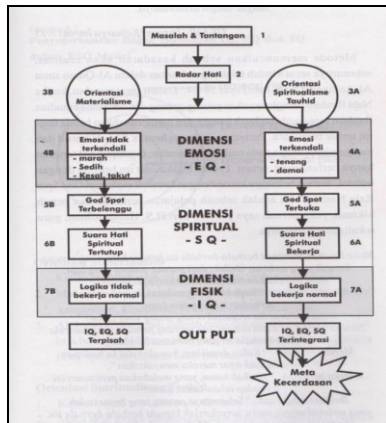 Masalah & Tantangan 1
Radar Hati 2
3B
Orientasi
Materialisme
Orientasi
Spiritualisme
Tauhid
3A
4B
Emosi tidak
terkendali
- marah
- Sedih
- Kesal, takut
DIMENSI
EMOSI
- E Q -
Emosi
terkendali
- tenang
- damai
4A
5B
God Spot
Terbelenggu
God Spot
Terbuka
5A
DIMENSI
SPIRITUAL
- S Q -
6B
Suara Hati
Spiritual
Tertutup
Suara Hati
Spiritual
Bekerja
6A
7B
Logika tidak
bekerja normal
DIMENSI
FISIK
- I Q -
Logika
bekerja normal
7A
IQ, EQ, SQ
Terpisah
OUT PUT
IQ, EQ, SQ
Terintegrasi
Meta
Kecerdasan